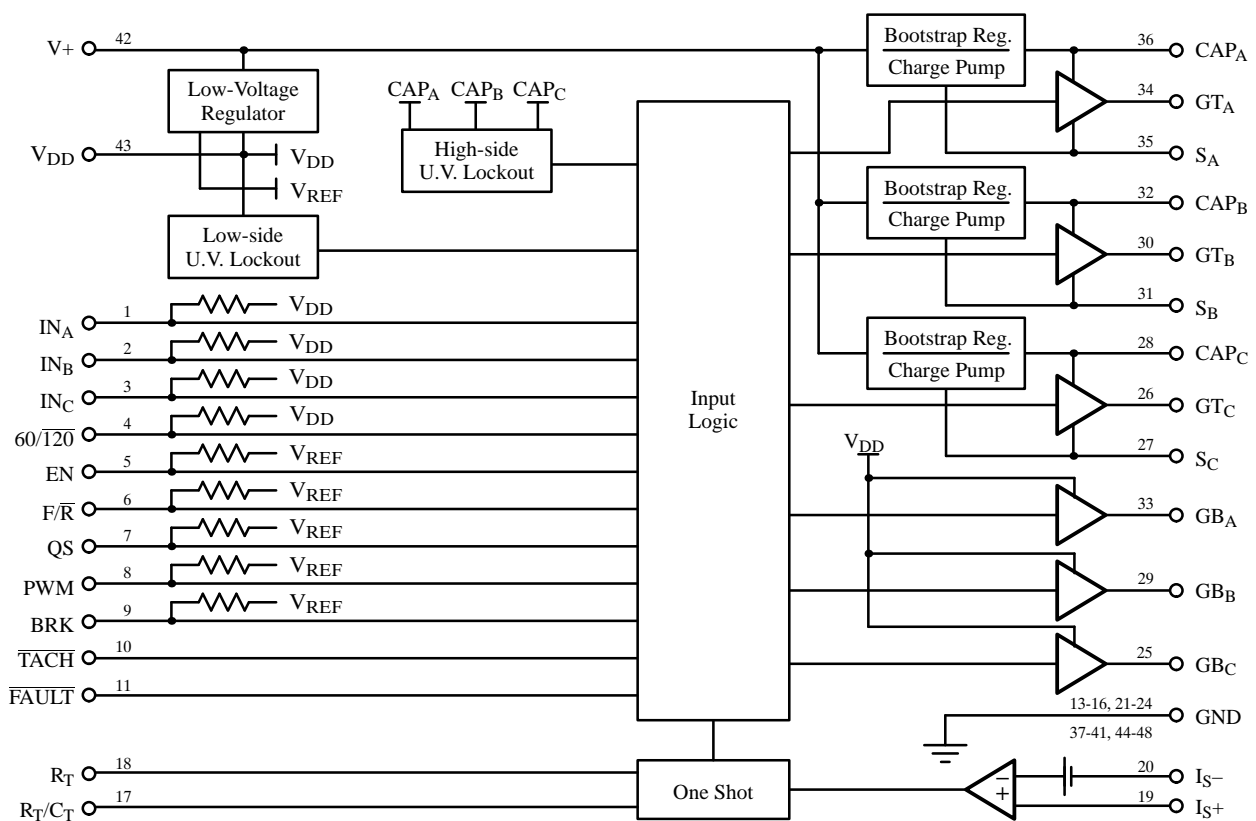 V+ 42
Low-Voltage
Regulator
VDD 43
VDD
VREF
Low-side
U.V. Lockout
CAPA CAPB CAPC
High-side
U.V. Lockout
INA 1 VDD
INB 2 VDD
INC 3 VDD
60/120 4 VDD
EN 5 VREF
F/R 6 VREF
QS 7 VREF
PWM 8 VREF
BRK 9 VREF
TACH 10
FAULT 11
RT 18
RT/CT 17
Input
Logic
One Shot
Bootstrap Reg.
Charge Pump
36 CAPA
34 GTA
35 SA
Bootstrap Reg.
Charge Pump
32 CAPB
30 GTB
31 SB
Bootstrap Reg.
Charge Pump
28 CAPC
26 GTC
27 SC
VDD
33 GBA
29 GBB
25 GBC
13-16, 21-24 GND
37-41, 44-48
− 20 IS−
+ 19 IS+